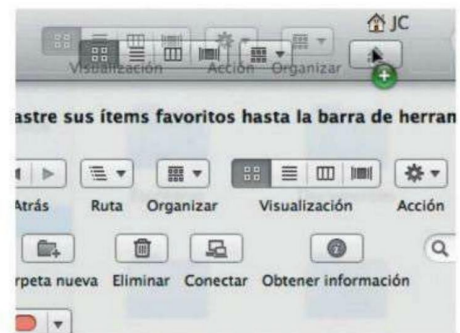 JC
Visualización Acción Organizar
astre sus ítems favoritos hasta la barra de herran
Atrás Ruta Organizar Visualización Acción
rpeta nueva Eliminar Conectar Obtener información